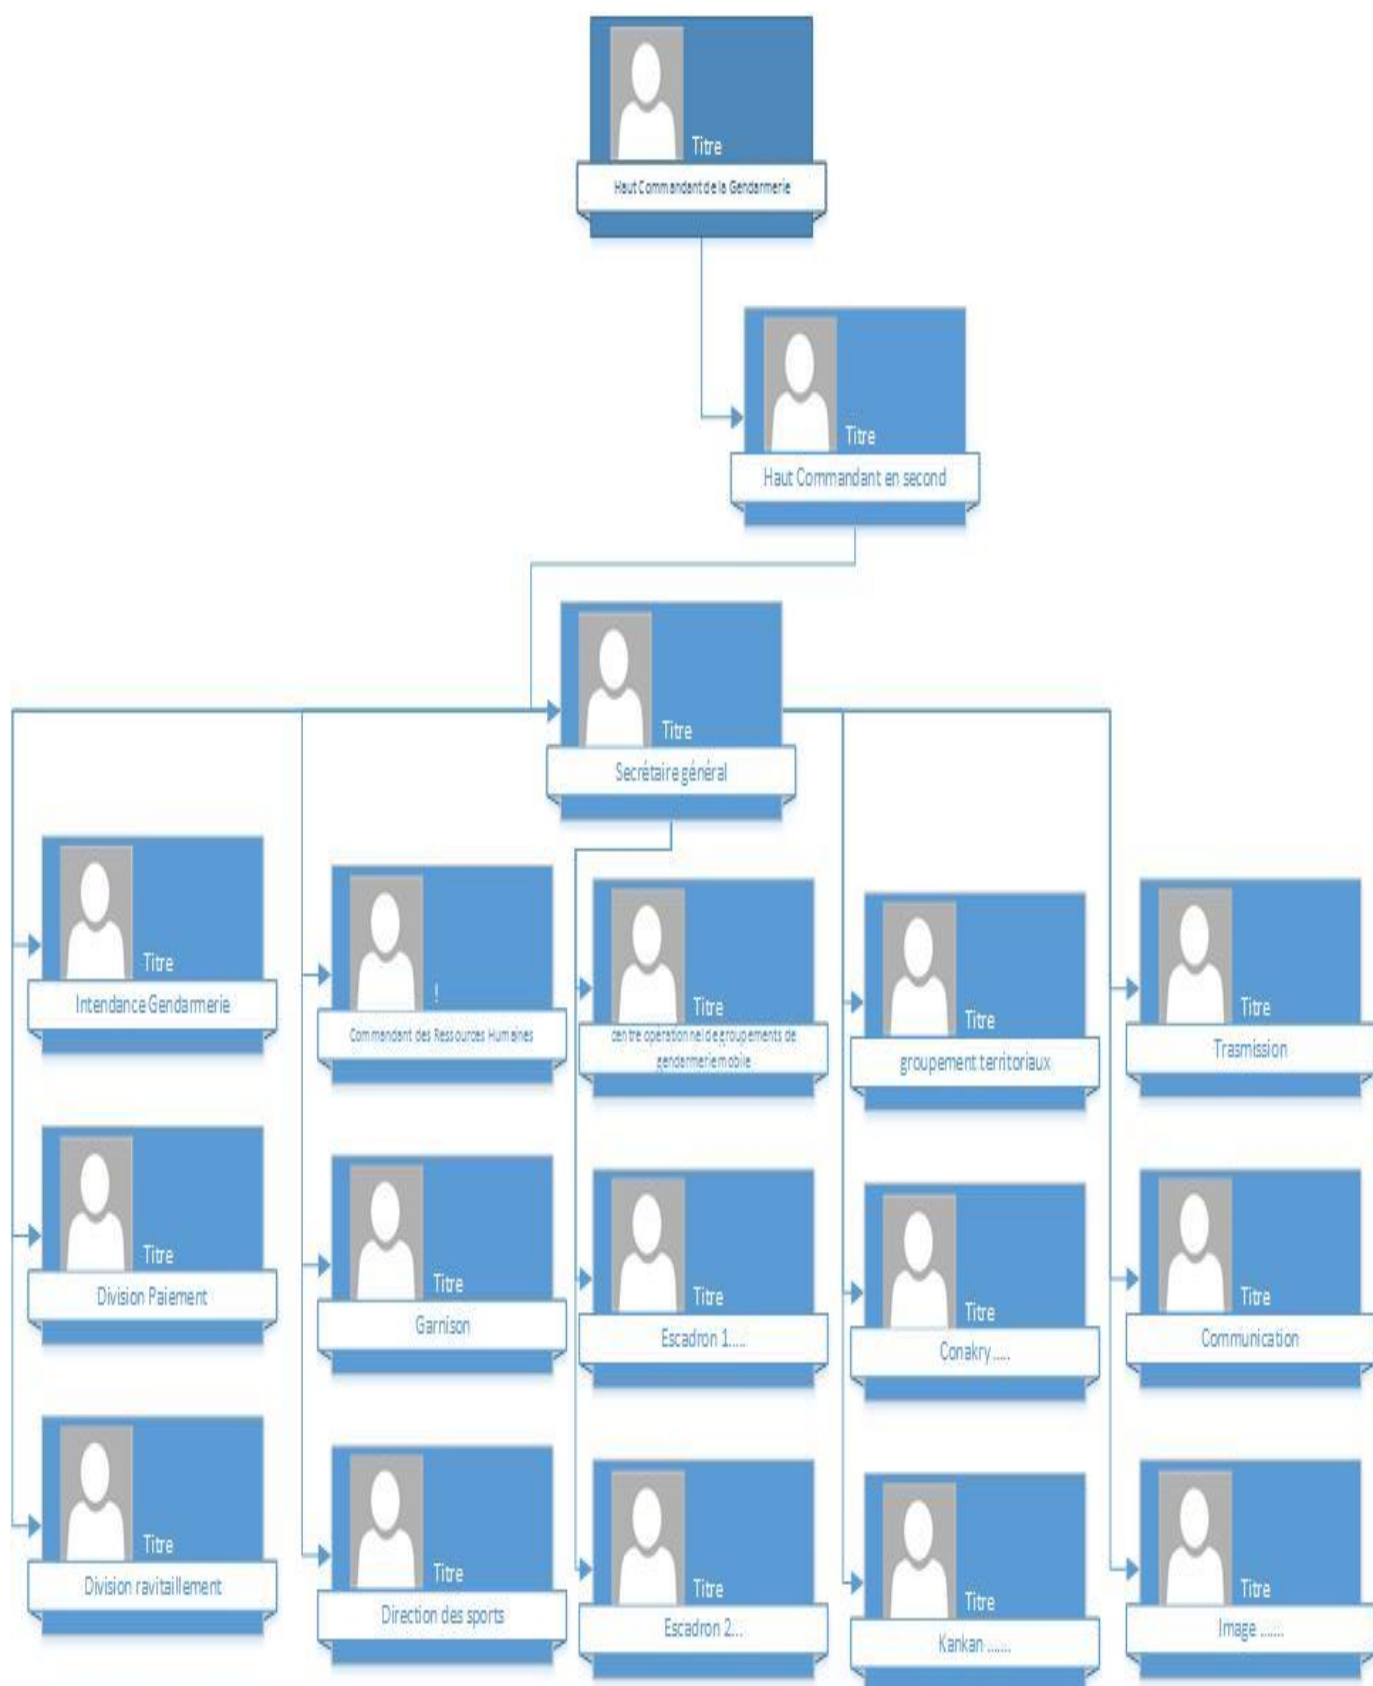 Titre
Haut Commandant de la Gendarmerie
Titre
Haut Commandant en second
Titre
Secrétaire général
Titre
Intendance Gendarmerie
!
Commandant des Ressources Humaines
Titre
centre opérationnel de groupements de
gendarmerie mobile
Titre
groupement territoriaux
Titre
Trasmission
Titre
Division Paiement
Titre
Garnison
Titre
Escadron 1.....
Titre
Conakry .....
Titre
Communication
Titre
Division ravitaillement
Titre
Direction des sports
Titre
Escadron 2...
Titre
Kankan .......
Titre
Image .......